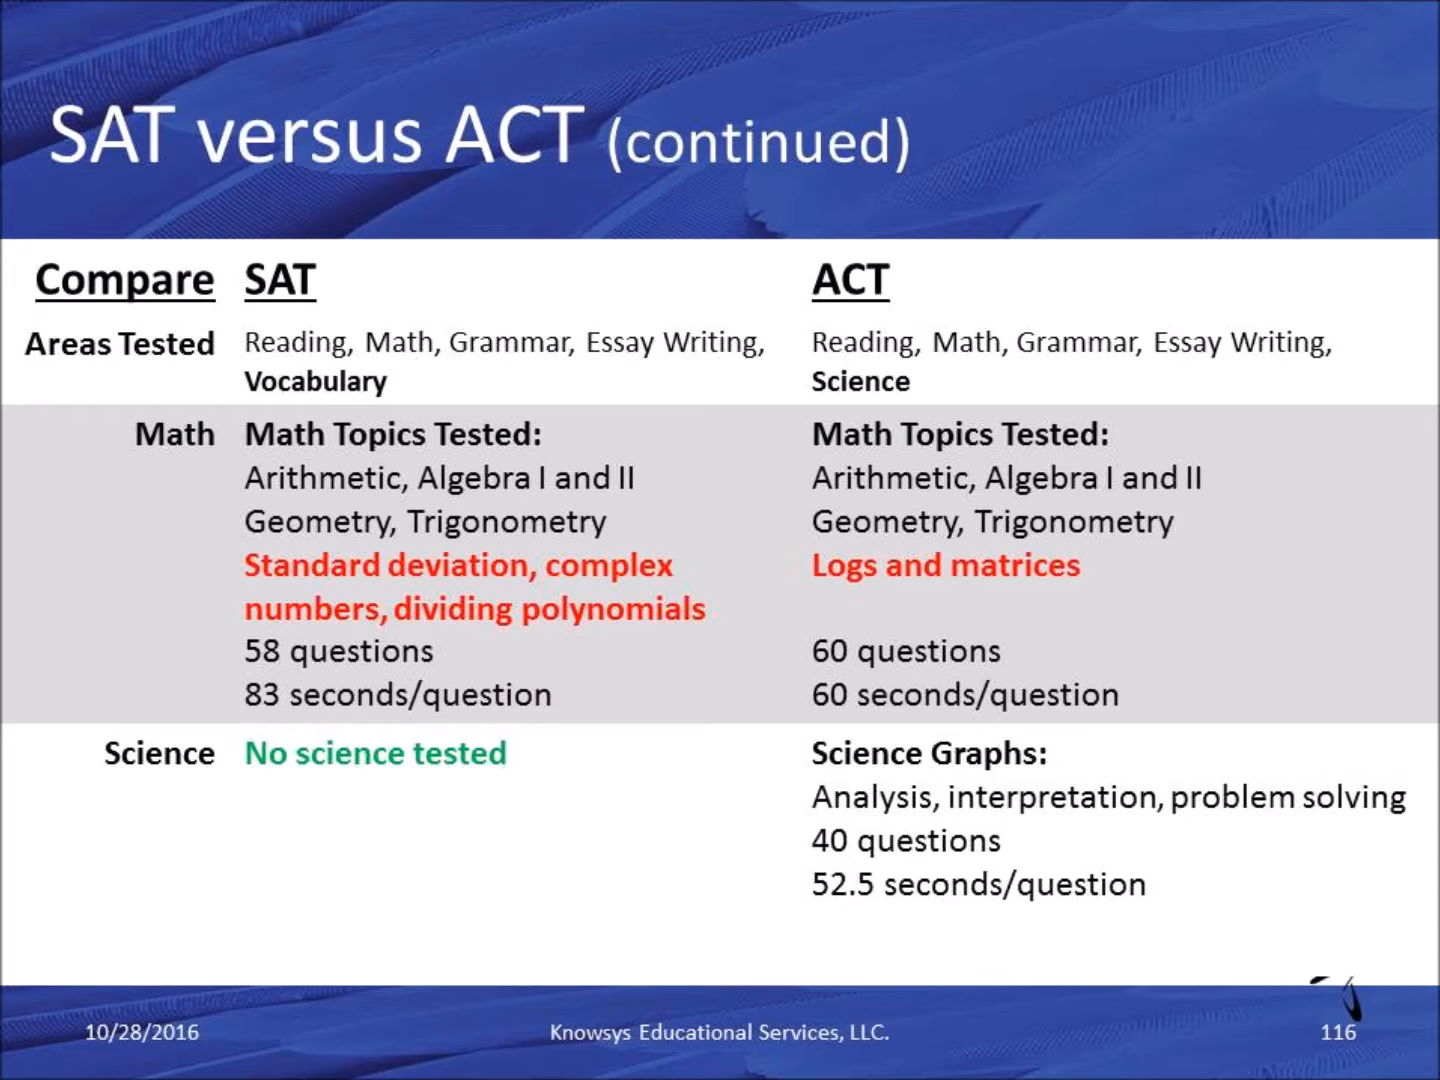 SAT versus ACT (continued)
Compare SAT ACT
Areas Tested Reading, Math, Grammar, Essay Writing, Reading, Math, Grammar, Essay Writing,
Vocabulary Science
Math Math Topics Tested: Math Topics Tested:
Arithmetic, Algebra I and II Arithmetic, Algebra I and II
Geometry, Trigonometry Geometry, Trigonometry
Standard deviation, complex Logs and matrices
numbers, dividing polynomials
58 questions 60 questions
83 seconds/question 60 seconds/question
Science No science tested Science Graphs:
Analysis, interpretation, problem solving
40 questions
52.5 seconds/question
10/28/2016 Knowsys Educational Services, LLC. 116